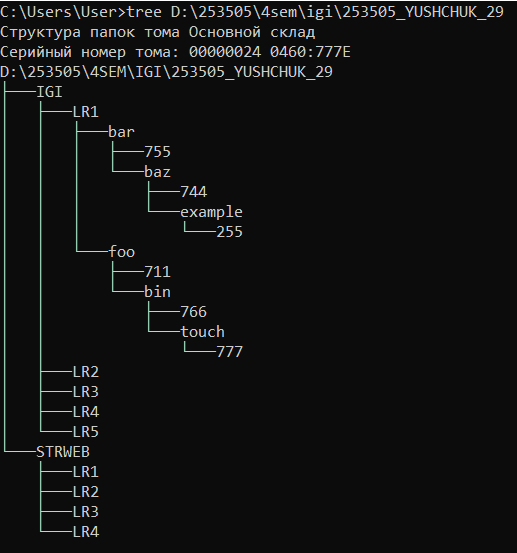 C:\Users\User>tree D:\253505\4sem\igi\253505_YUSHCHUK_29
Структура папок тома Основной склад
Серийный номер тома: 00000024 0460:777E
D:\253505\4SEM\IGI\253505_YUSHCHUK_29
├───IGI
│   ├───LR1
│   │   ├───bar
│   │   │   ├───755
│   │   │   └───baz
│   │   │       ├───744
│   │   │       └───example
│   │   │           └───255
│   │   └───foo
│   │       ├───711
│   │       └───bin
│   │           ├───766
│   │           └───touch
│   │               └───777
│   ├───LR2
│   ├───LR3
│   ├───LR4
│   └───LR5
└───STRWEB
    ├───LR1
    ├───LR2
    ├───LR3
    └───LR4